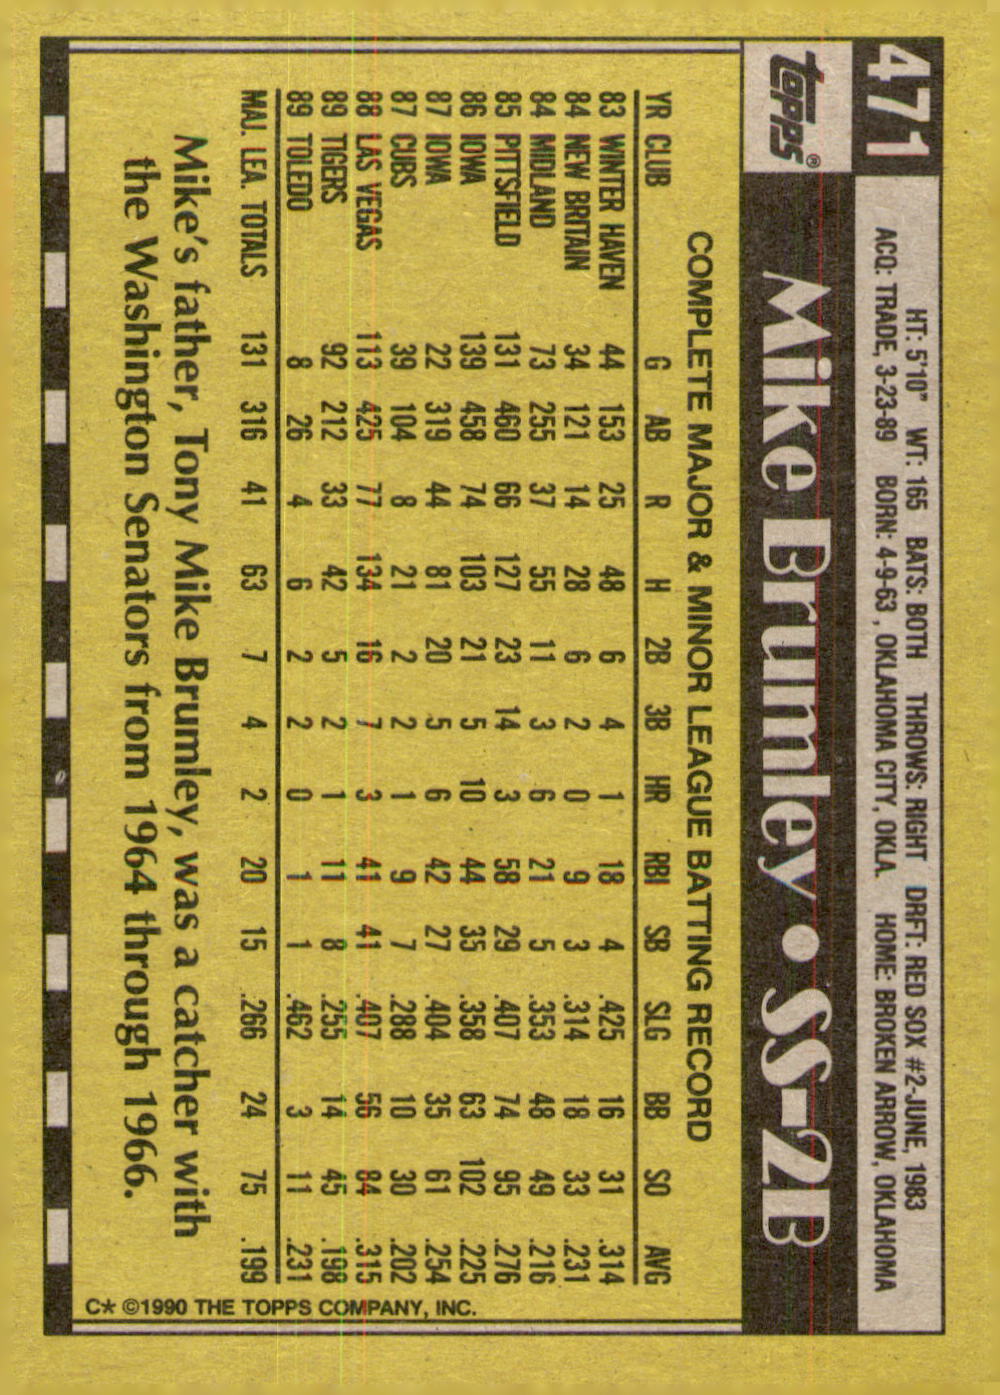 471
HT: 5'10" WT: 165 BATS: BOTH THROWS: RIGHT DRFT: RED SOX #2-JUNE, 1983
ACQ: TRADE, 3-23-89 BORN: 4-9-63, OKLAHOMA CITY, OKLA. HOME: BROKEN ARROW, OKLAHOMA
TOPPS® Mike Brumley • SS-2B
COMPLETE MAJOR & MINOR LEAGUE BATTING RECORD
YR CLUB G AB R H 2B 3B HR RBI SB SLG BB SO AVG
83 WINTER HAVEN 44 153 25 48 6 4 1 18 4 .425 16 31 .314
84 NEW BRITAIN 34 121 14 28 6 2 0 9 3 .314 18 33 .231
84 MIDLAND 73 255 37 55 11 3 6 21 5 .353 48 49 .216
85 PITTSFIELD 131 460 66 127 23 14 3 58 29 .407 74 95 .276
86 IOWA 139 458 74 103 21 5 10 44 35 .358 63 102 .225
87 IOWA 22 319 44 81 20 5 6 42 27 .404 35 61 .254
87 CUBS 39 104 8 21 2 2 1 9 7 .288 10 30 .202
88 LAS VEGAS 113 425 77 134 16 7 3 41 41 .407 56 84 .315
89 TIGERS 92 212 33 42 5 2 1 11 8 .255 14 45 .198
89 TOLEDO 8 26 4 6 2 2 0 1 1 .462 3 11 .231
MAJ. LEA. TOTALS 131 316 41 63 7 4 2 20 15 .266 24 75 .199
Mike's father, Tony Mike Brumley, was a catcher with
the Washington Senators from 1964 through 1966.
C* ©1990 THE TOPPS COMPANY, INC.